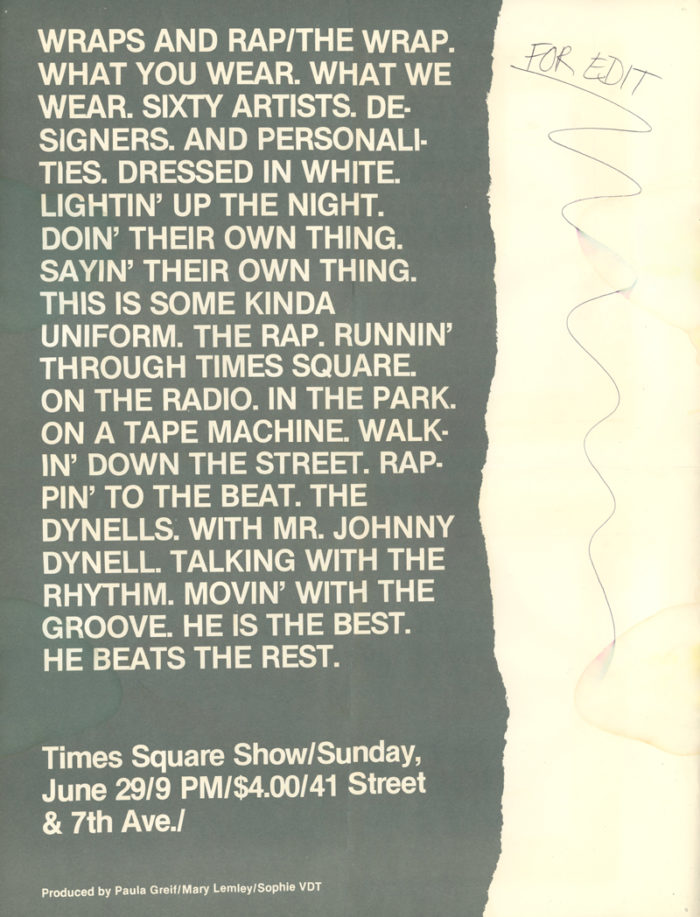 WRAPS AND RAP/THE WRAP.
WHAT YOU WEAR. WHAT WE
WEAR. SIXTY ARTISTS. DE-
SIGNERS. AND PERSONALI-
TIES. DRESSED IN WHITE.
LIGHTIN' UP THE NIGHT.
DOIN' THEIR OWN THING.
SAYIN' THEIR OWN THING.
THIS IS SOME KINDA
UNIFORM. THE RAP. RUNNIN'
THROUGH TIMES SQUARE.
ON THE RADIO. IN THE PARK.
ON A TAPE MACHINE. WALK-
IN' DOWN THE STREET. RAP-
PIN' TO THE BEAT. THE
DYNELLS. WITH MR. JOHNNY
DYNELL. TALKING WITH THE
RHYTHM. MOVIN' WITH THE
GROOVE. HE IS THE BEST.
HE BEATS THE REST.
Times Square Show/Sunday,
June 29/9 PM/$4.00/41 Street
& 7th Ave./
Produced by Paula Greif/Mary Lemley/Sophie VDT
FOR EDIT